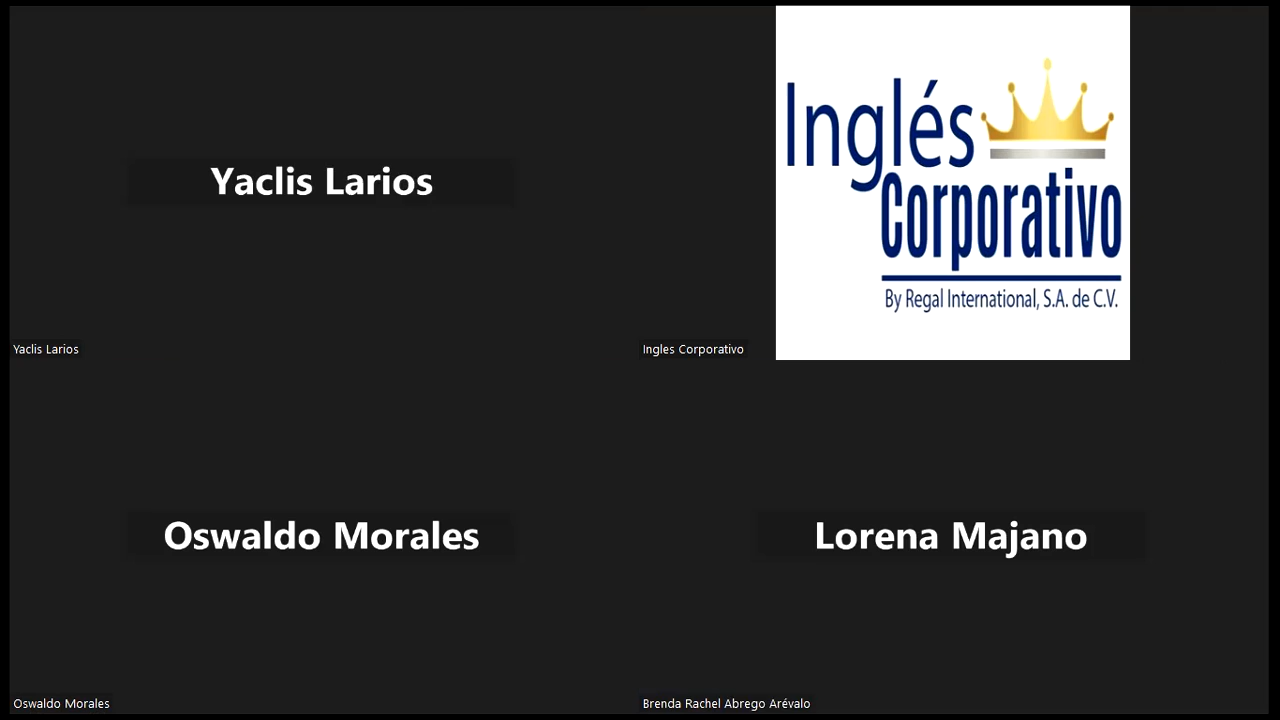 Yaclis Larios
Yaclis Larios
Inglés
Corporativo
By Regal International, S.A. de C.V.
Ingles Corporativo
Oswaldo Morales
Oswaldo Morales
Lorena Majano
Brenda Rachel Abrego Arévalo